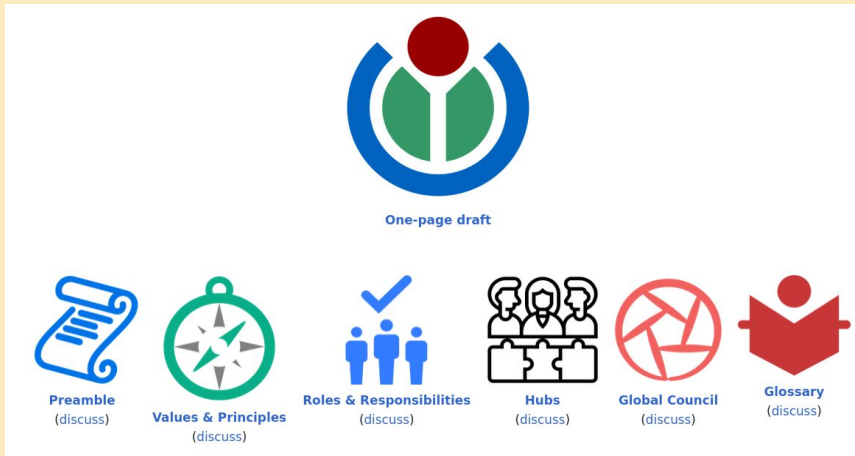 One-page draft
Preamble
(discuss)
Values & Principles
(discuss)
Roles & Responsibilities
(discuss)
Hubs
(discuss)
Global Council
(discuss)
Glossary
(discuss)